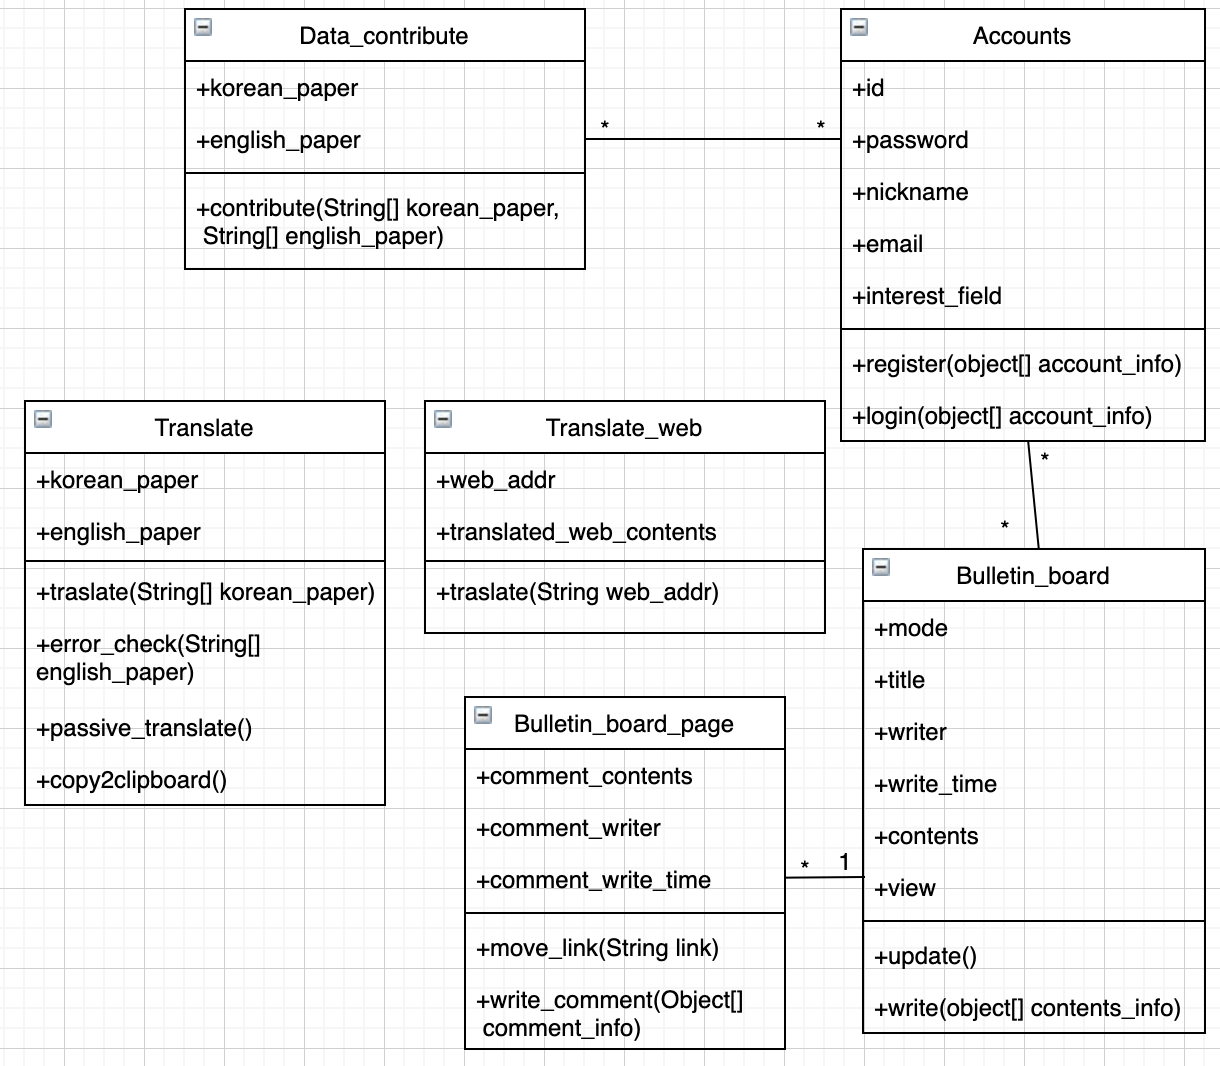 Data_contribute
+korean_paper
+english_paper
+contribute(String[] korean_paper,
String[] english_paper)
*
*
Accounts
+id
+password
+nickname
+email
+interest_field
+register(object[] account_info)
+login(object[] account_info)
Translate
+korean_paper
+english_paper
+traslate(String[] korean_paper)
+error_check(String[]
english_paper)
+passive_translate()
+copy2clipboard()
Translate_web
+web_addr
+translated_web_contents
+traslate(String web_addr)
*
*
Bulletin_board_page
+comment_contents
+comment_writer
+comment_write_time
+move_link(String link)
+write_comment(Object[]
comment_info)
* 1
Bulletin_board
+mode
+title
+writer
+write_time
+contents
+view
+update()
+write(object[] contents_info)